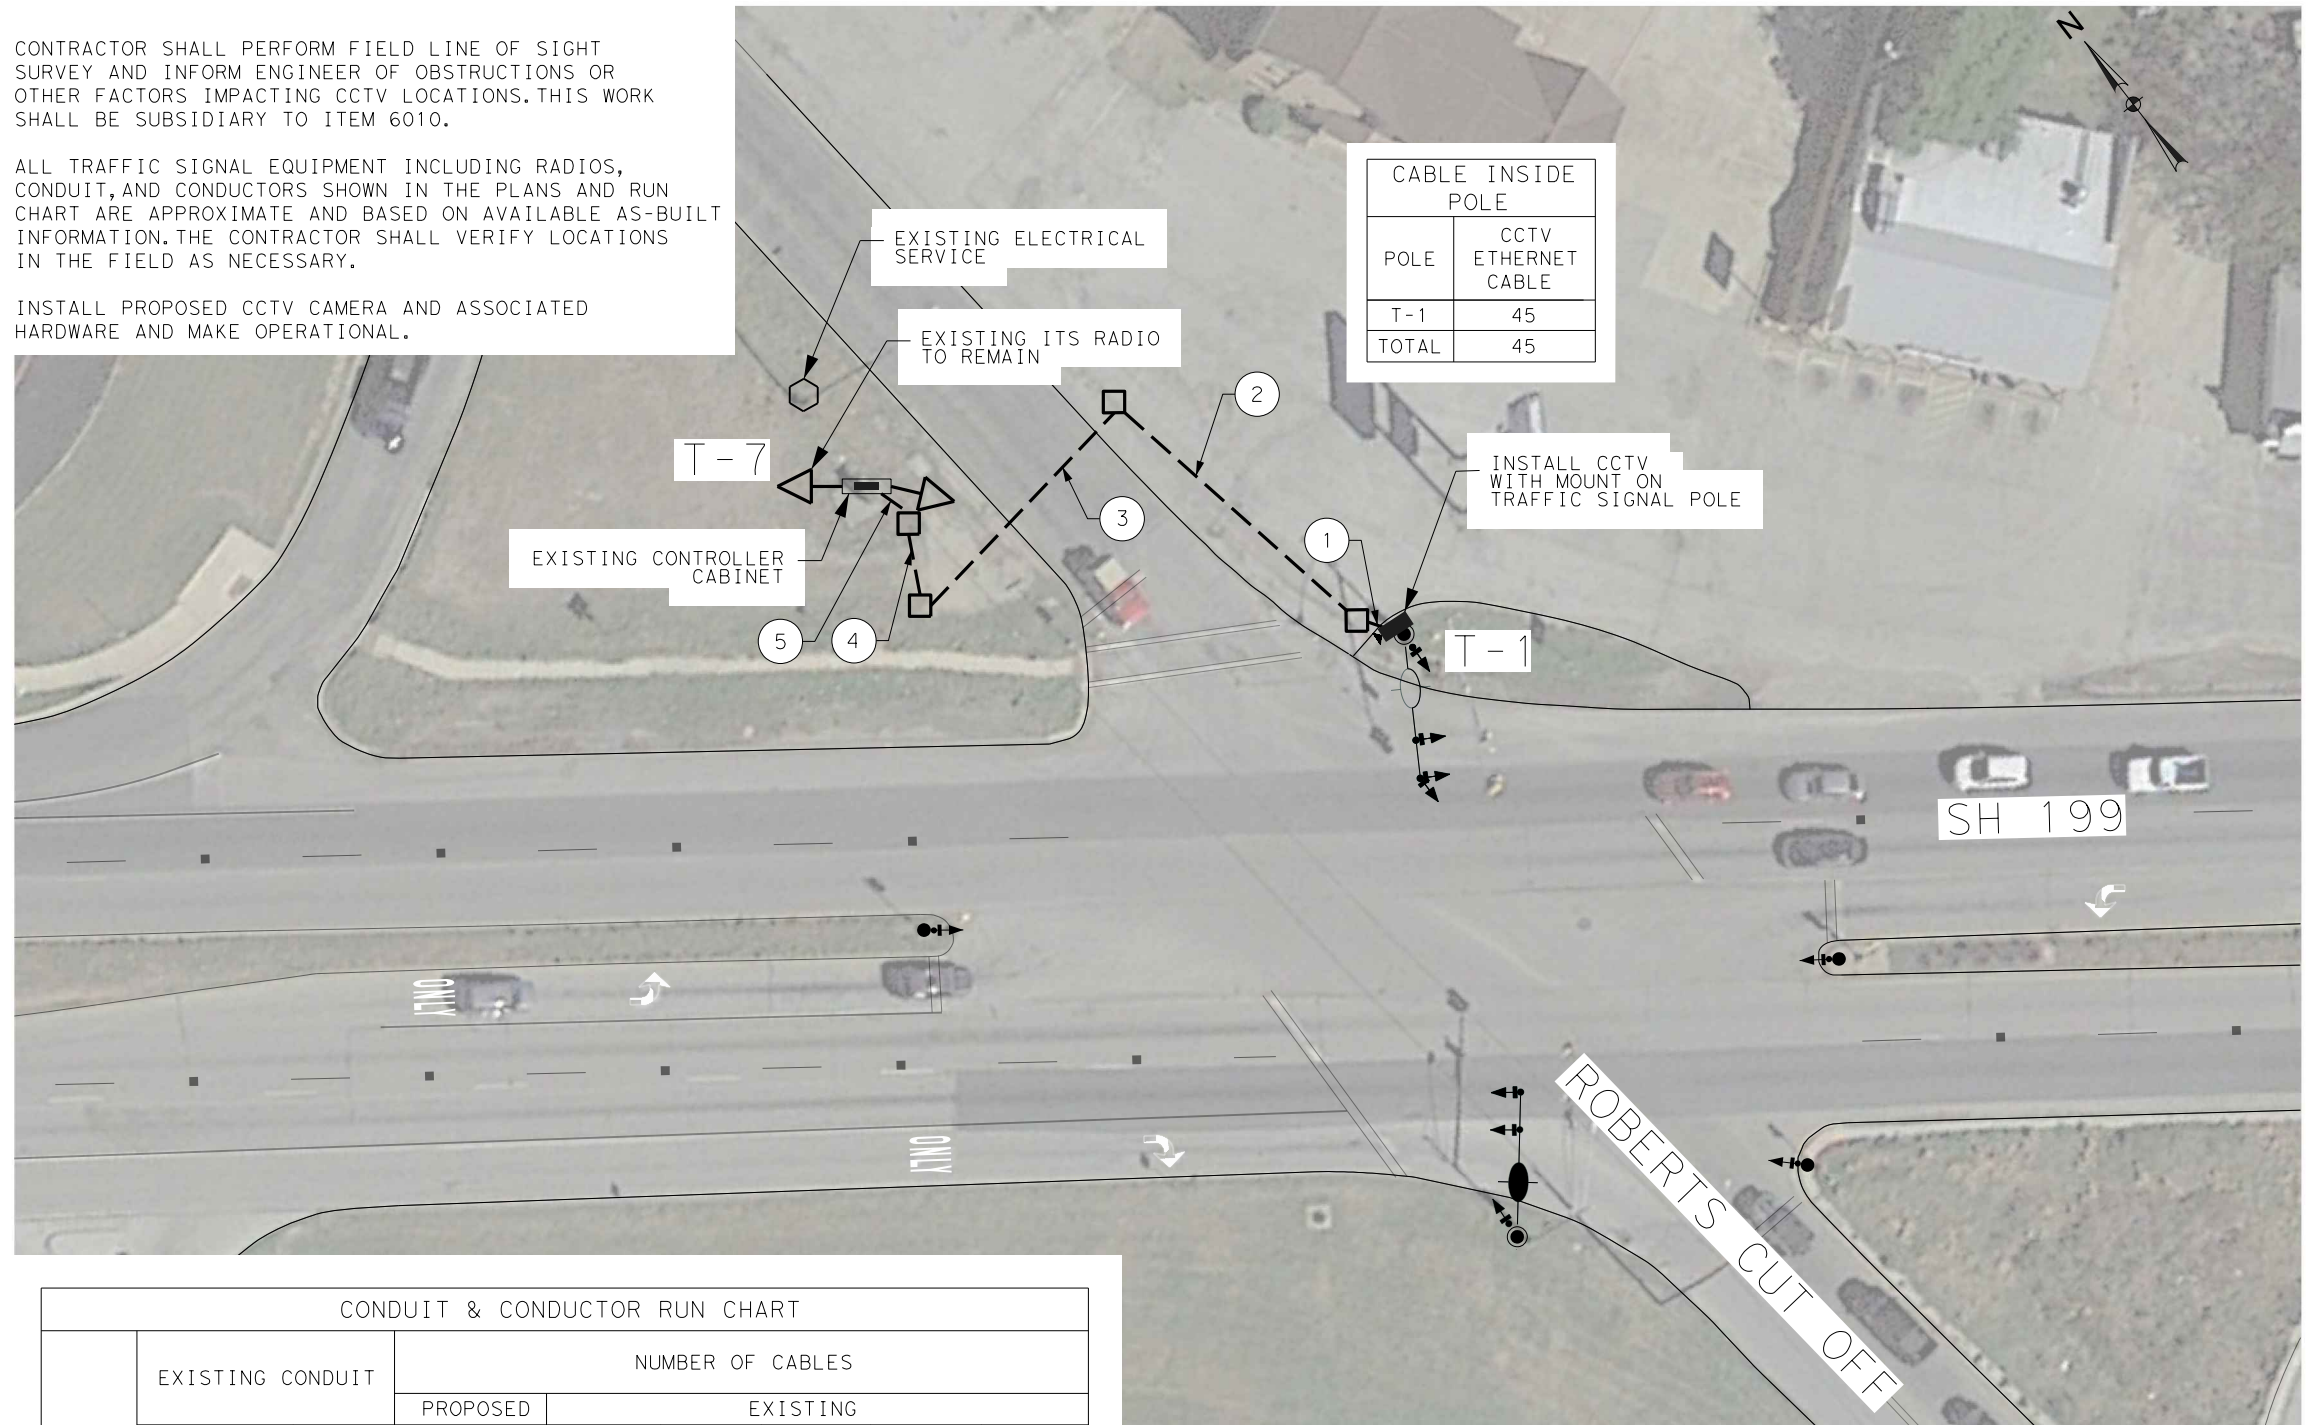 CONTRACTOR SHALL PERFORM FIELD LINE OF SIGHT
SURVEY AND INFORM ENGINEER OF OBSTRUCTIONS OR
OTHER FACTORS IMPACTING CCTV LOCATIONS. THIS WORK
SHALL BE SUBSIDIARY TO ITEM 6010.
ALL TRAFFIC SIGNAL EQUIPMENT INCLUDING RADIOS,
CONDUIT, AND CONDUCTORS SHOWN IN THE PLANS AND RUN
CHART ARE APPROXIMATE AND BASED ON AVAILABLE AS-BUILT
INFORMATION. THE CONTRACTOR SHALL VERIFY LOCATIONS
IN THE FIELD AS NECESSARY.
INSTALL PROPOSED CCTV CAMERA AND ASSOCIATED
HARDWARE AND MAKE OPERATIONAL.
N
CABLE INSIDE
POLE
POLE
CCTV
ETHERNET
CABLE
T-1 45
TOTAL 45
EXISTING ELECTRICAL
SERVICE
EXISTING ITS RADIO
TO REMAIN
2
T-7
INSTALL CCTV
WITH MOUNT ON
TRAFFIC SIGNAL POLE
3
1
EXISTING CONTROLLER
CABINET
5
4
T-1
SH 199
ONLY
ONLY
ROBERTS CUT OFF
CONDUIT & CONDUCTOR RUN CHART
EXISTING CONDUIT
NUMBER OF CABLES
PROPOSED EXISTING